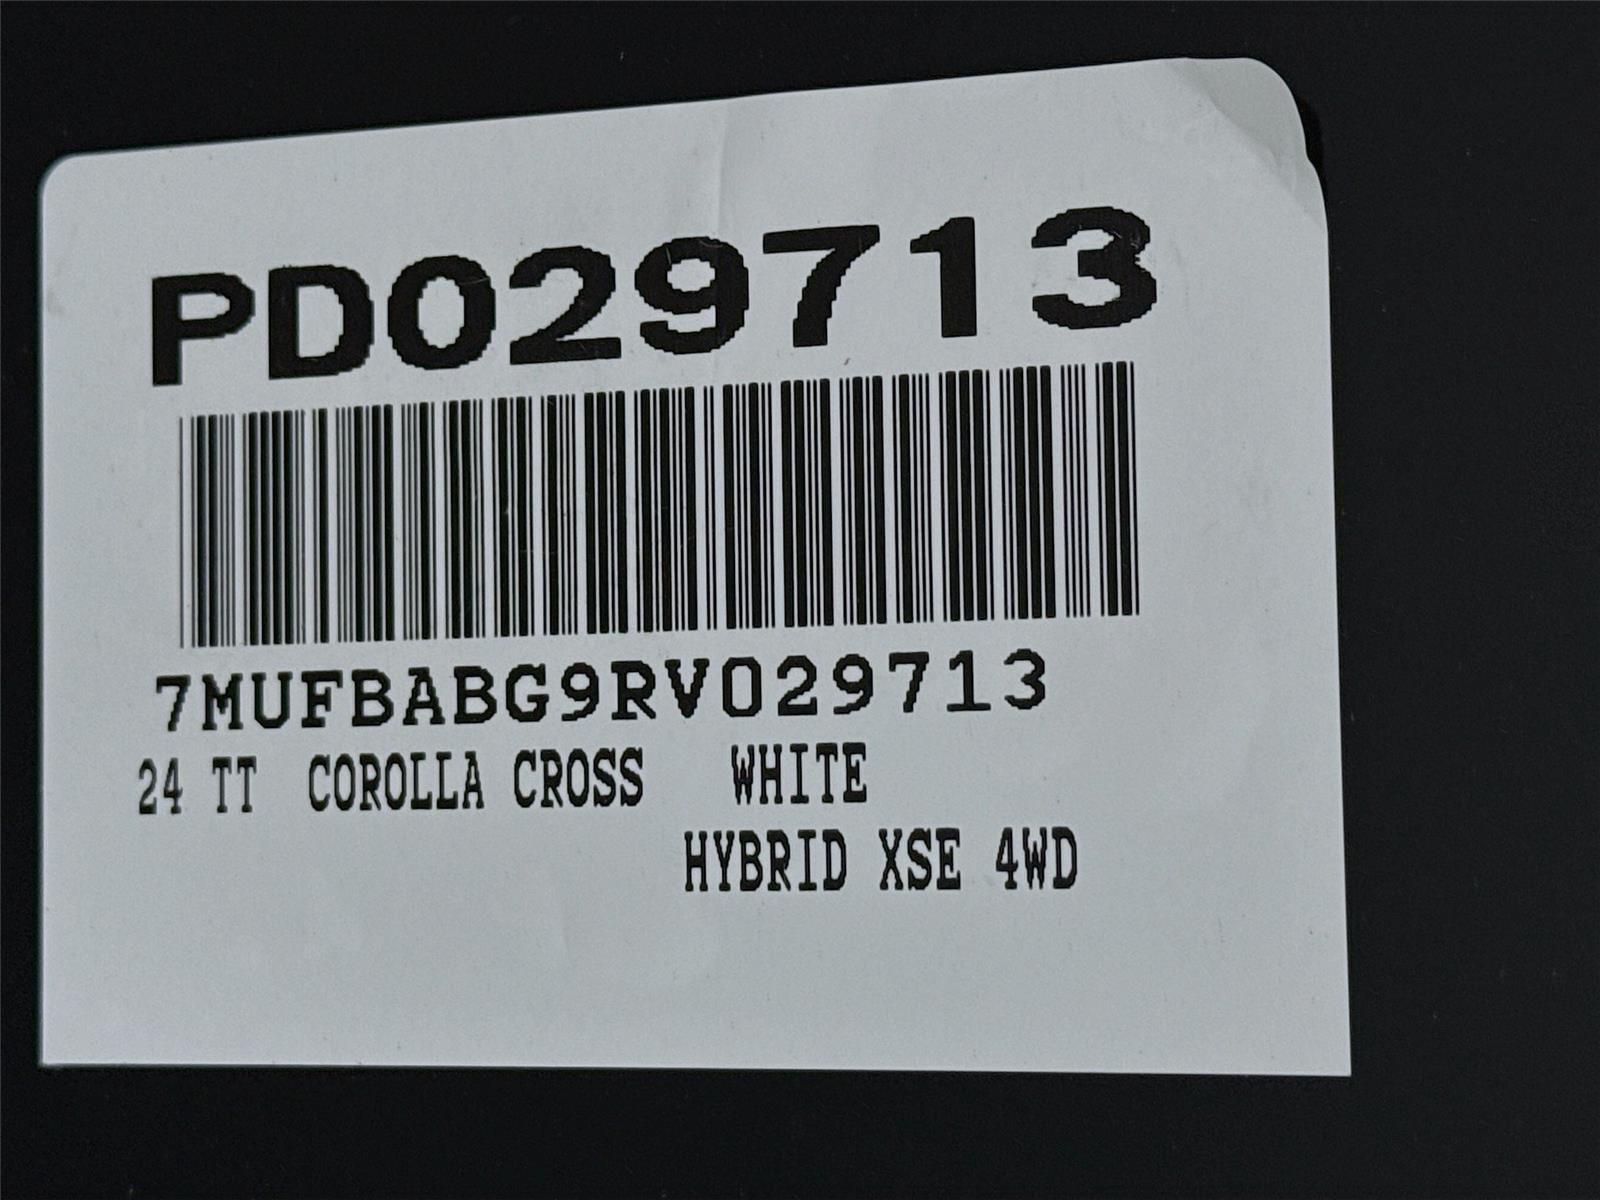 PD029713
7MUFBABG9RV029713
24 TT COROLLA CROSS WHITE
HYBRID XSE 4WD